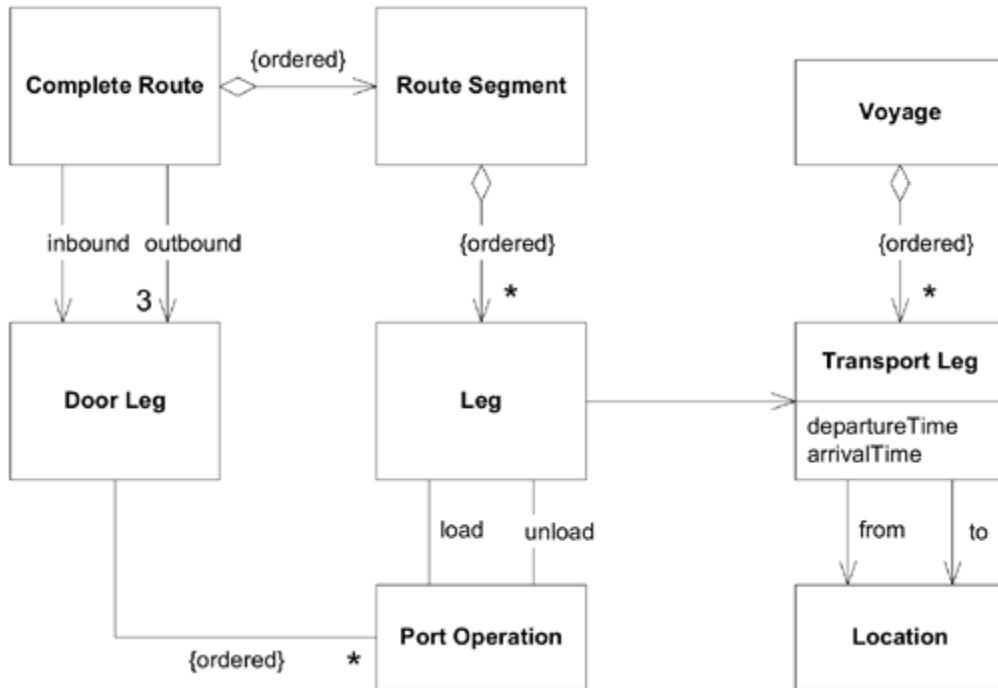 Complete Route
{ordered}
Route Segment
Voyage
inbound
outbound
{ordered}
{ordered}
3
*
*
Door Leg
Leg
Transport Leg
departureTime
arrivalTime
load
unload
from
to
Port Operation
Location
{ordered}
*